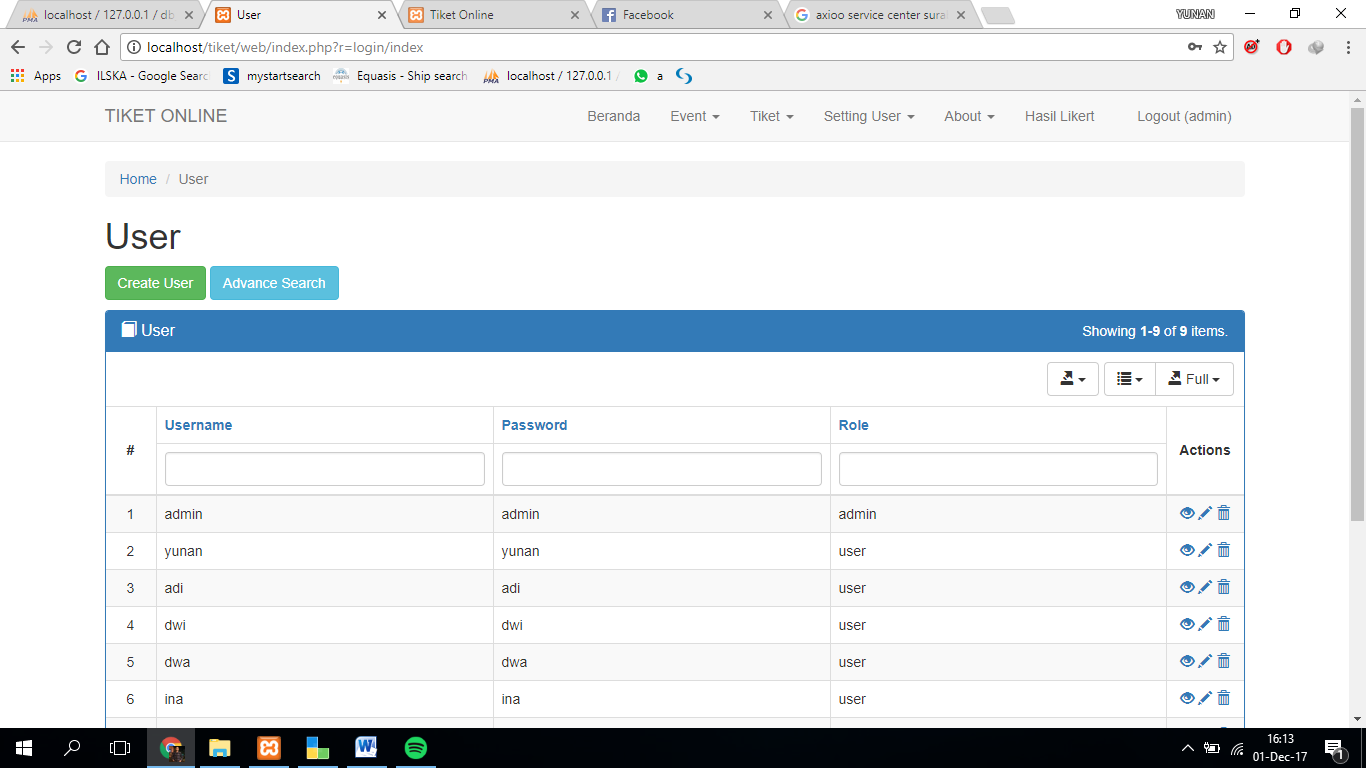 localhost / 127.0.0.1 / db
User
Tiket Online
Facebook
axioo service center sura
YUNAN
localhost/tiket/web/index.php?r=login/index
Apps
ILSKA - Google Searc
mystartsearch
Equasis - Ship search
localhost / 127.0.0.1 /
a
TIKET ONLINE
Beranda
Event
Tiket
Setting User
About
Hasil Likert
Logout (admin)
Home / User
User
Create User
Advance Search
User
Showing 1-9 of 9 items.
Full
# Username Password Role Actions
1 admin admin admin
2 yunan yunan user
3 adi adi user
4 dwi dwi user
5 dwa dwa user
6 ina ina user
16:13
01-Dec-17
1